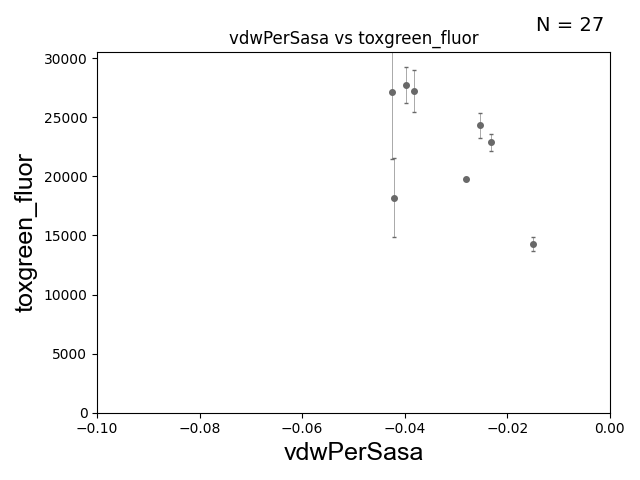 N = 27
vdwPerSasa vs toxgreen_fluor
30000
25000
20000
15000
10000
5000
0
toxgreen_fluor
−0.10 −0.08 −0.06 −0.04 −0.02 0.00
vdwPerSasa